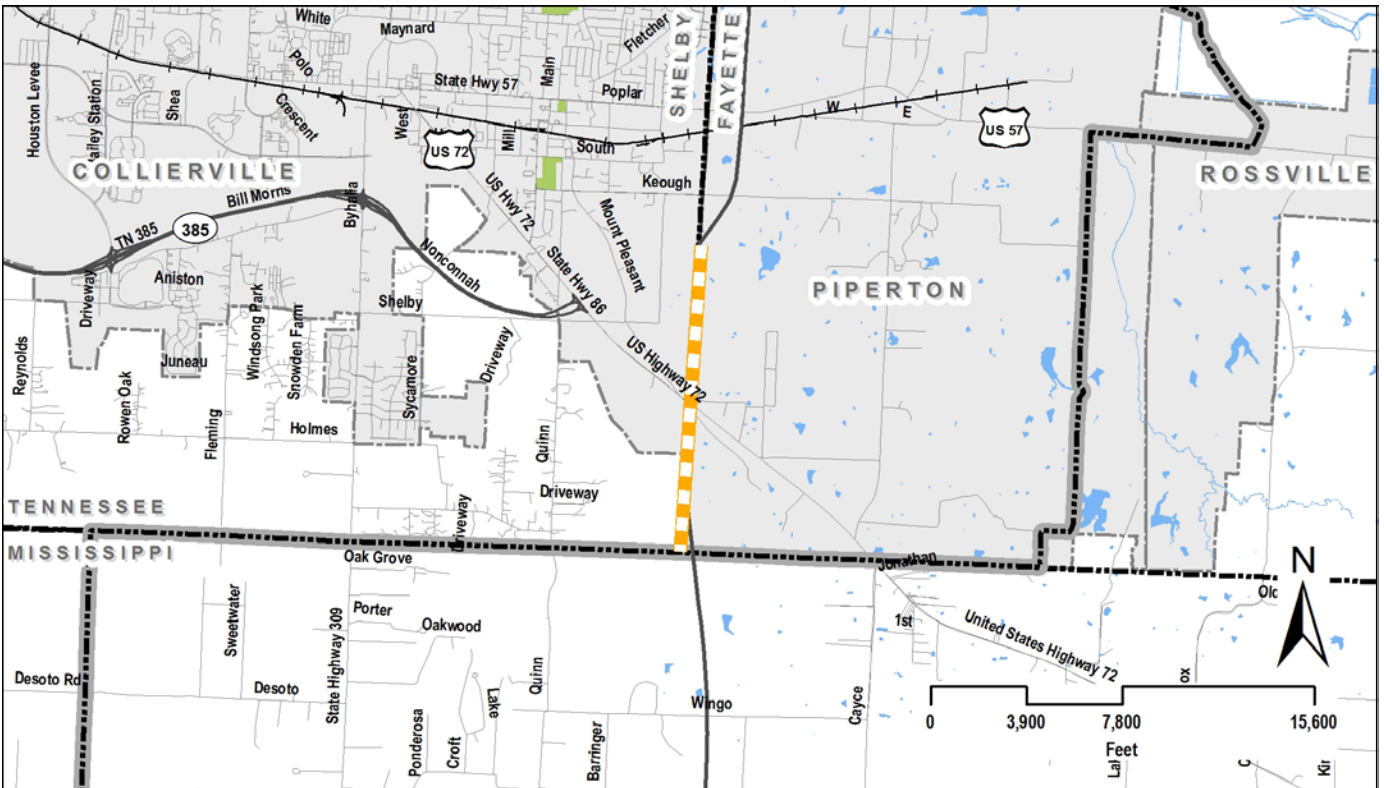 White
Maynard
Fletcher
SHELBY
FAYETTE
Polo
Main
State Hwy 57
Poplar
Houston Levee
ailey Station
Shea
Crescent
West
US 72
Mill
South
W
E
US 57
COLLIERVILLE
ROSSVILLE
Keough
Bill Morris
Byhalia
US Hwy 72
Mount Pleasant
TN 385
385
Nonconnah
State Hwy 86
Driveway
Aniston
PIPERTON
Shelby
Windsong Park
Snowden Farm
Juneau
Driveway
US Highway 72
Reynolds
Rowen Oak
Fleming
Sycamore
Holmes
Quinn
Driveway
Driveway
TENNESSEE
MISSISSIPPI
Oak Grove
Jonathan
N
Old
Sweetwater
State Highway 309
Porter
Oakwood
1st
United States Highway 72
Desoto Rd
Desoto
Quinn
Lake
Wingo
Cayce
ox
0
3,900
7,800
15,600
Feet
Ponderosa
Croft
Barringer
Kir